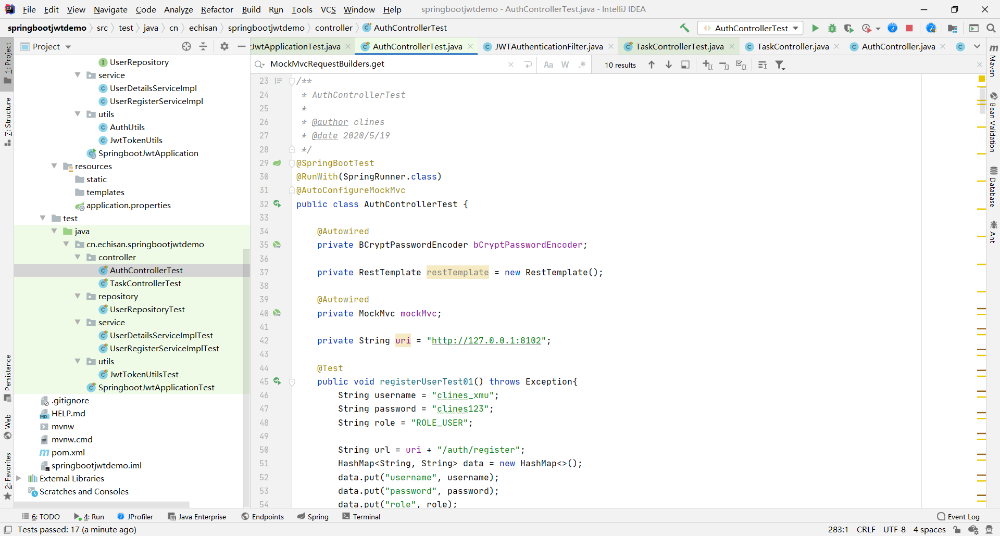 File Edit View Navigate Code Analyze Refactor Build Run Tools VCS Window Help springbootjwtdemo - AuthControllerTest.java - IntelliJ IDEA
springbootjwtdemo src test java cn echisan springbootjwtdemo controller AuthControllerTest
AuthControllerTest
Project
JwtApplicationTest.java AuthControllerTest.java JWTAuthenticationFilter.java TaskControllerTest.java TaskController.java AuthController.java
MockMvcRequestBuilders.get Aa W .* 10 results
1: Project
7: Structure
Persistence
Web
2: Favorites
UserRepository
service
UserDetailsServiceImpl
UserRegisterServiceImpl
utils
AuthUtils
JwtTokenUtils
SpringbootJwtApplication
resources
static
templates
application.properties
test
java
cn.echisan.springbootjwtdemo
controller
AuthControllerTest
TaskControllerTest
repository
UserRepositoryTest
service
UserDetailsServiceImplTest
UserRegisterServiceImplTest
utils
JwtTokenUtilsTest
SpringbootJwtApplicationTest
.gitignore
HELP.md
mvnw
mvnw.cmd
pom.xml
springbootjwtdemo.iml
External Libraries
Scratches and Consoles
23 /**
24 * AuthControllerTest
25 *
26 * @author clines
27 * @date 2020/5/19
28 */
29 @SpringBootTest
30 @RunWith(SpringRunner.class)
31 @AutoConfigureMockMvc
32 public class AuthControllerTest {
33
34 @Autowired
35 private BCryptPasswordEncoder bCryptPasswordEncoder;
36
37 private RestTemplate restTemplate = new RestTemplate();
38
39 @Autowired
40 private MockMvc mockMvc;
41
42 private String uri = "http://127.0.0.1:8102";
43
44 @Test
45 public void registerUserTest01() throws Exception{
46 String username = "clines_xmu";
47 String password = "clines123";
48 String role = "ROLE_USER";
49
50 String url = uri + "/auth/register";
51 HashMap<String, String> data = new HashMap<>();
52 data.put("username", username);
53 data.put("password", password);
54 data.put("role", role);
Maven
Bean Validation
Database
Ant
6: TODO 4: Run JProfiler Java Enterprise Endpoints Spring Terminal Event Log
Tests passed: 17 (a minute ago) 283:1 CRLF UTF-8 4 spaces